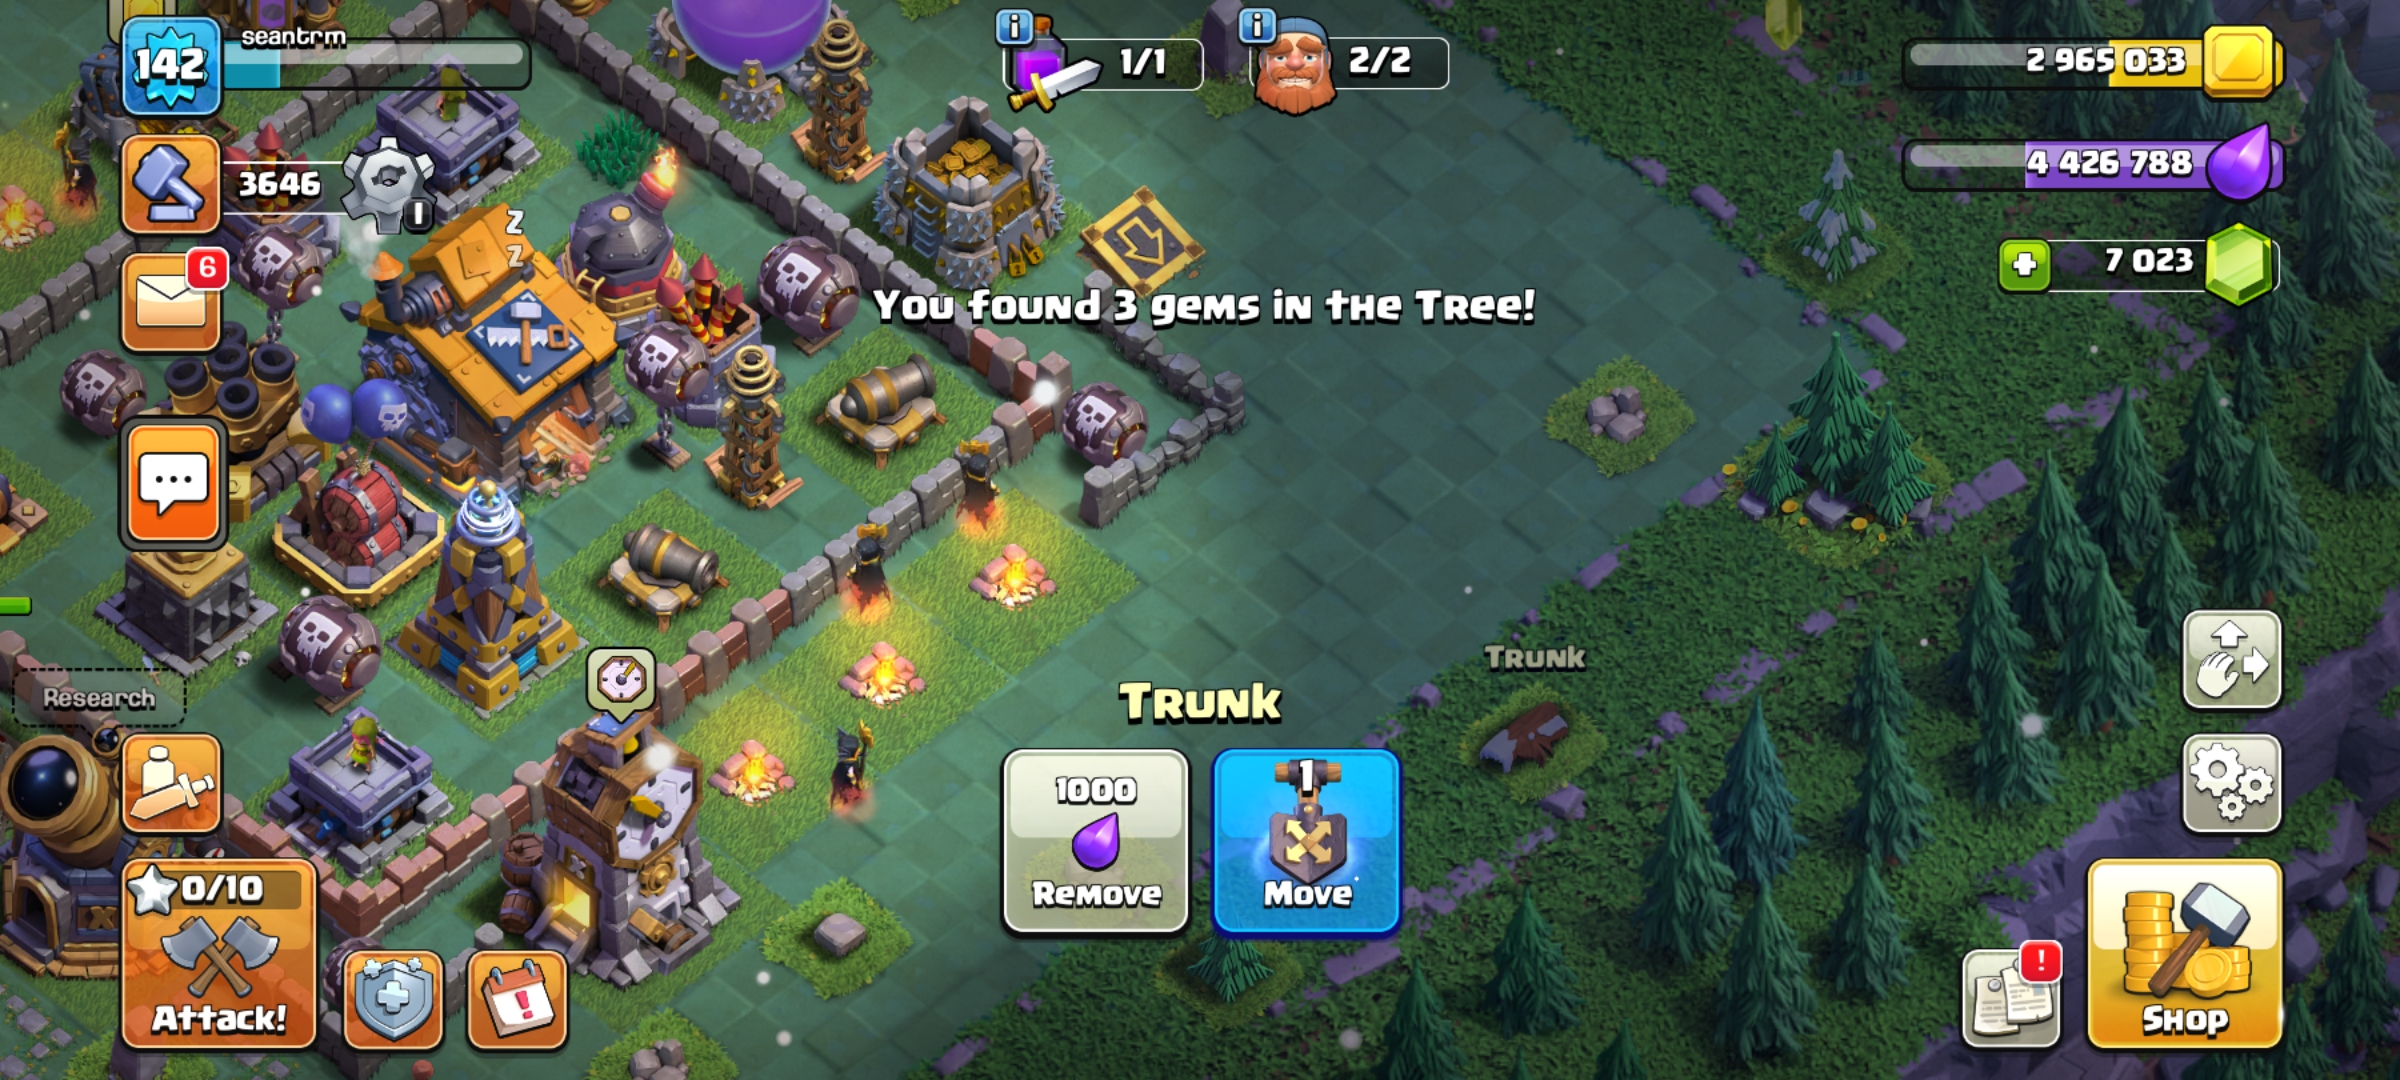 142
seantrm
1/1
2/2
2 965 033
3646
I
z
z
4 426 788
6
7 023
You found 3 gems in the Tree!
Trunk
Research
Trunk
1000
Remove
1
Move
0/10
Attack!
!
!
Shop